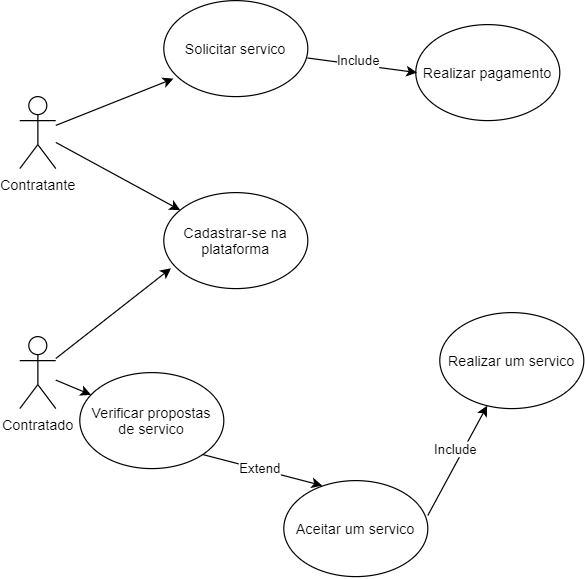 Solicitar servico
Include
Realizar pagamento
Contratante
Cadastrar-se na
plataforma
Contratado
Verificar propostas
de servico
Realizar um servico
Extend
Include
Aceitar um servico